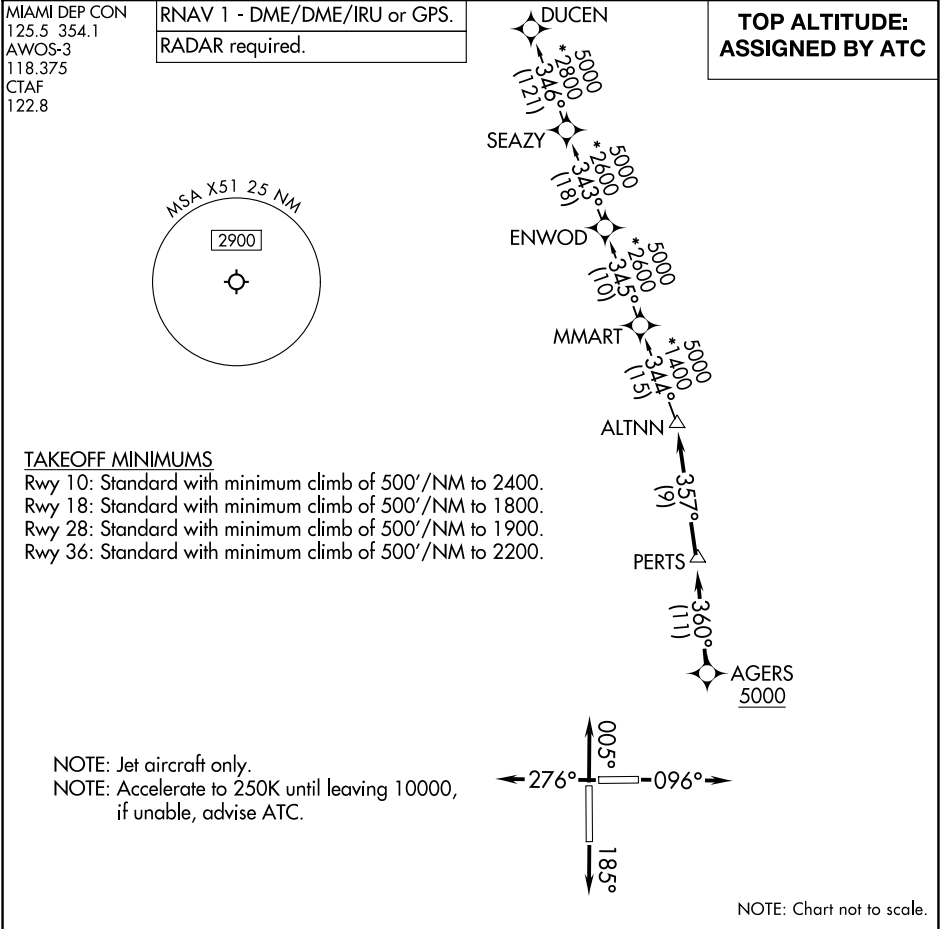 MIAMI DEP CON
125.5 354.1
AWOS-3
118.375
CTAF
122.8
RNAV 1 - DME/DME/IRU or GPS.
RADAR required.
TOP ALTITUDE:
ASSIGNED BY ATC
DUCEN
5000
*2800
346°
(121)
SEAZY
5000
*2600
343°
(18)
ENWOD
5000
*2600
345°
(10)
MMART
5000
*1400
344°
(15)
ALTNN
357°
(9)
PERTS
360°
(11)
AGERS
5000
MSA X51 25 NM
2900
TAKEOFF MINIMUMS
Rwy 10: Standard with minimum climb of 500'/NM to 2400.
Rwy 18: Standard with minimum climb of 500'/NM to 1800.
Rwy 28: Standard with minimum climb of 500'/NM to 1900.
Rwy 36: Standard with minimum climb of 500'/NM to 2200.
NOTE: Jet aircraft only.
NOTE: Accelerate to 250K until leaving 10000,
if unable, advise ATC.
005°
276°
096°
185°
NOTE: Chart not to scale.